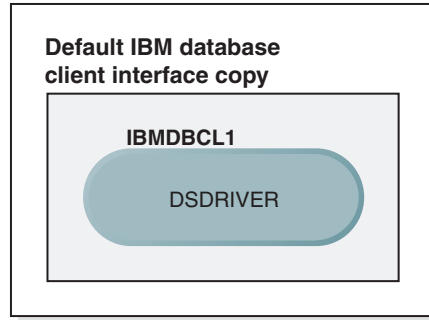 Default IBM database
client interface copy
IBMDBCL1
DSDRIVER